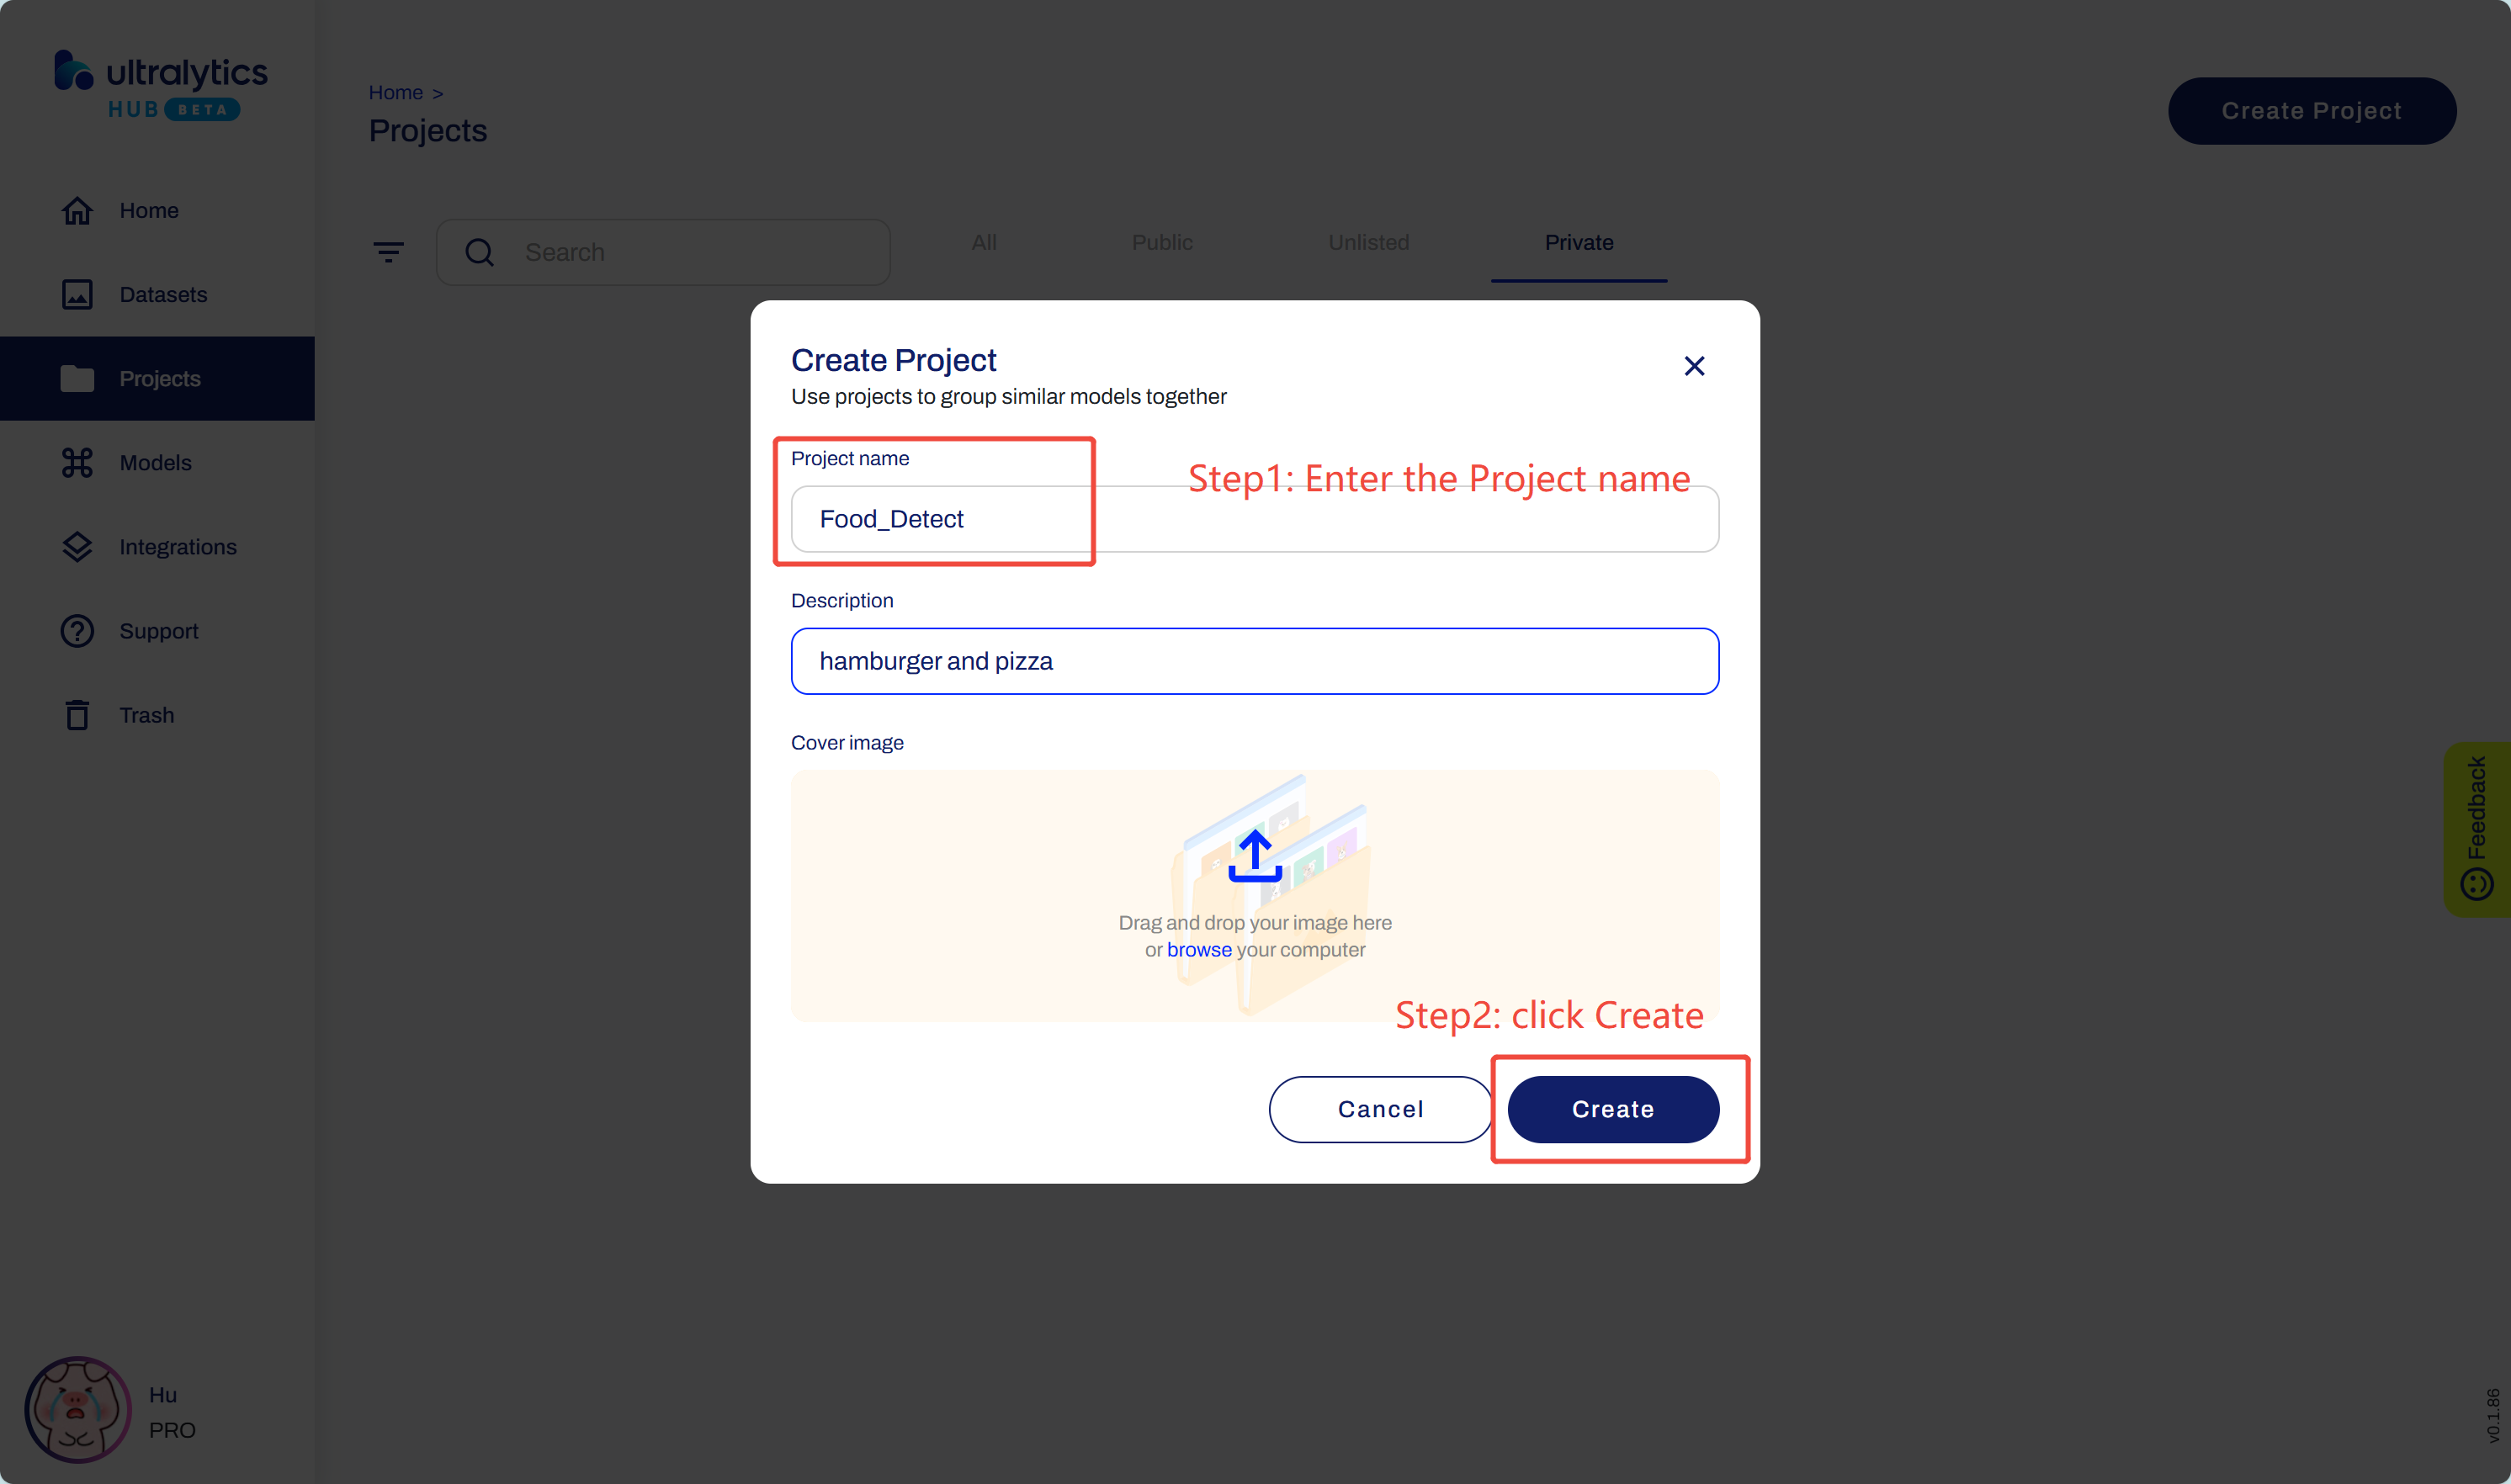 ultralytics
HUB BETA
Home
Datasets
Projects
Models
Integrations
Support
Trash
Hu
PRO
Home >
Projects
Create Project
Search
All
Public
Unlisted
Private
Create Project
Use projects to group similar models together
Project name
Step1: Enter the Project name
Food_Detect
Description
hamburger and pizza
Cover image
Drag and drop your image here
or browse your computer
Step2: click Create
Cancel
Create
Feedback
v0.1.86